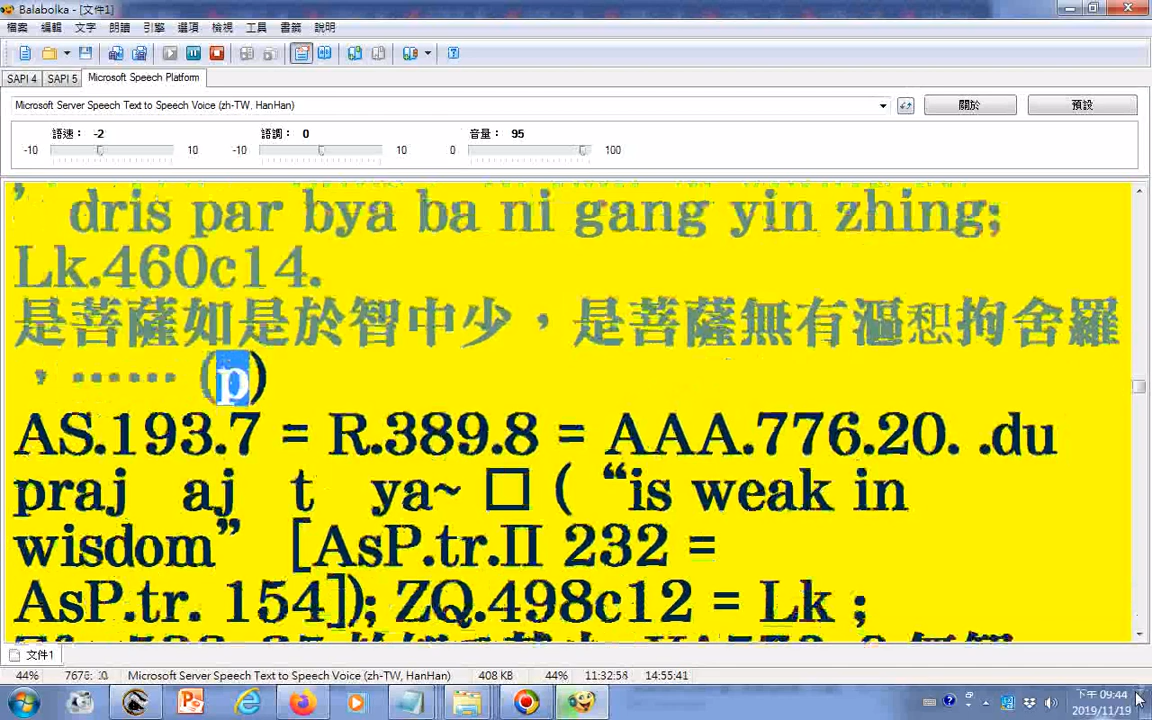 Balabolka - [文件1]
檔案 編輯 文字 朗讀 引擎 選項 檢視 工具 書籤 說明
SAPI 4 SAPI 5 Microsoft Speech Platform
Microsoft Server Speech Text to Speech Voice (zh-TW, HanHan)
關於 預設
語速: -2 語調: 0 音量: 95
-10 10 -10 10 0 100
’ dris par bya ba ni gang yin zhing;
Lk.460c14.
是菩薩如是於智中少，是菩薩無有漚惒拘舍羅
，⋯⋯ (p)
AS.193.7 = R.389.8 = AAA.776.20. .du
praj aj t ya~ □ ( “is weak in
wisdom” [AsP.tr.Π 232 =
AsP.tr. 154]); ZQ.498c12 = Lk ;
文件1
44% Microsoft Server Speech Text to Speech Voice (zh-TW, HanHan) 408 KB 44% 11:32:58 14:55:41
下午 09:44
2019/11/19